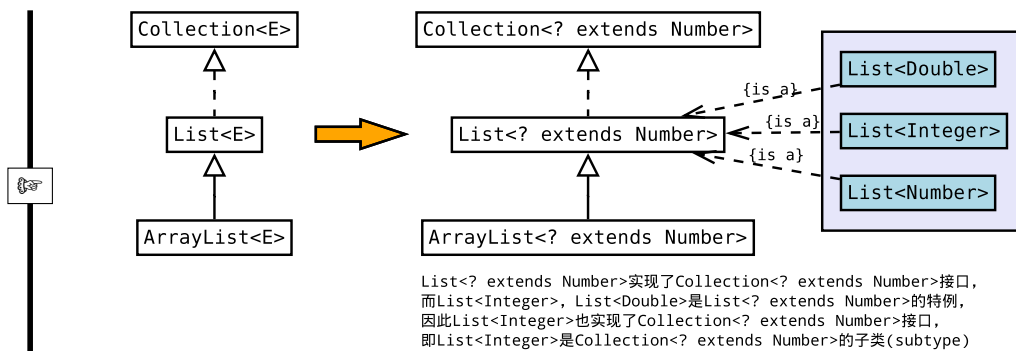 Collection<E>
List<E>
ArrayList<E>
Collection<? extends Number>
List<? extends Number>
ArrayList<? extends Number>
{is a}
{is a}
{is a}
List<Double>
List<Integer>
List<Number>
List<? extends Number>实现了Collection<? extends Number>接口，
而List<Integer>，List<Double>是List<? extends Number>的特例，
因此List<Integer>也实现了Collection<? extends Number>接口，
即List<Integer>是Collection<? extends Number>的子类(subtype)